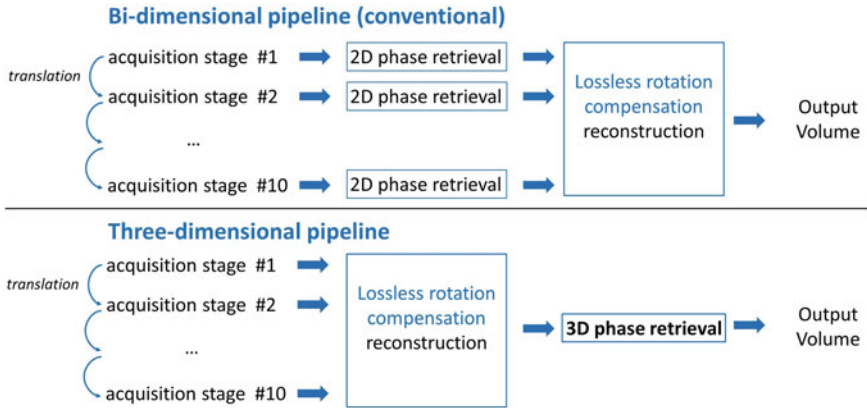 Bi-dimensional pipeline (conventional)
translation
acquisition stage #1
2D phase retrieval
acquisition stage #2
2D phase retrieval
...
acquisition stage #10
2D phase retrieval
Lossless rotation
compensation
reconstruction
Output
Volume
Three-dimensional pipeline
translation
acquisition stage #1
acquisition stage #2
...
acquisition stage #10
Lossless rotation
compensation
reconstruction
3D phase retrieval
Output
Volume